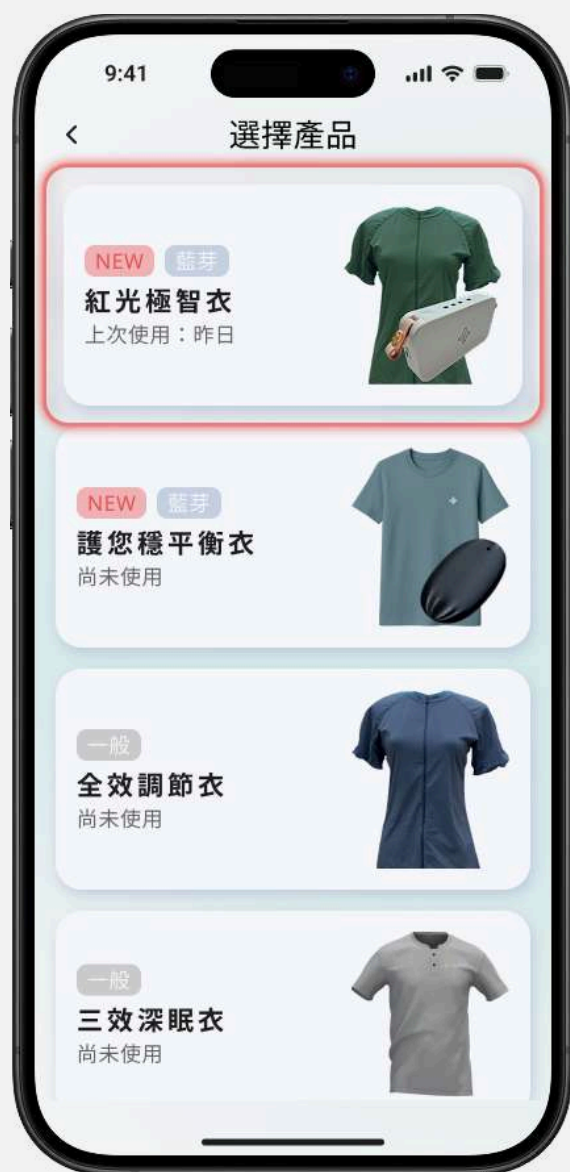 9:41
選擇產品
NEW 藍芽
紅光極智衣
上次使用：昨日
NEW 藍芽
護您穩平衡衣
尚未使用
一般
全效調節衣
尚未使用
一般
三效深眠衣
尚未使用